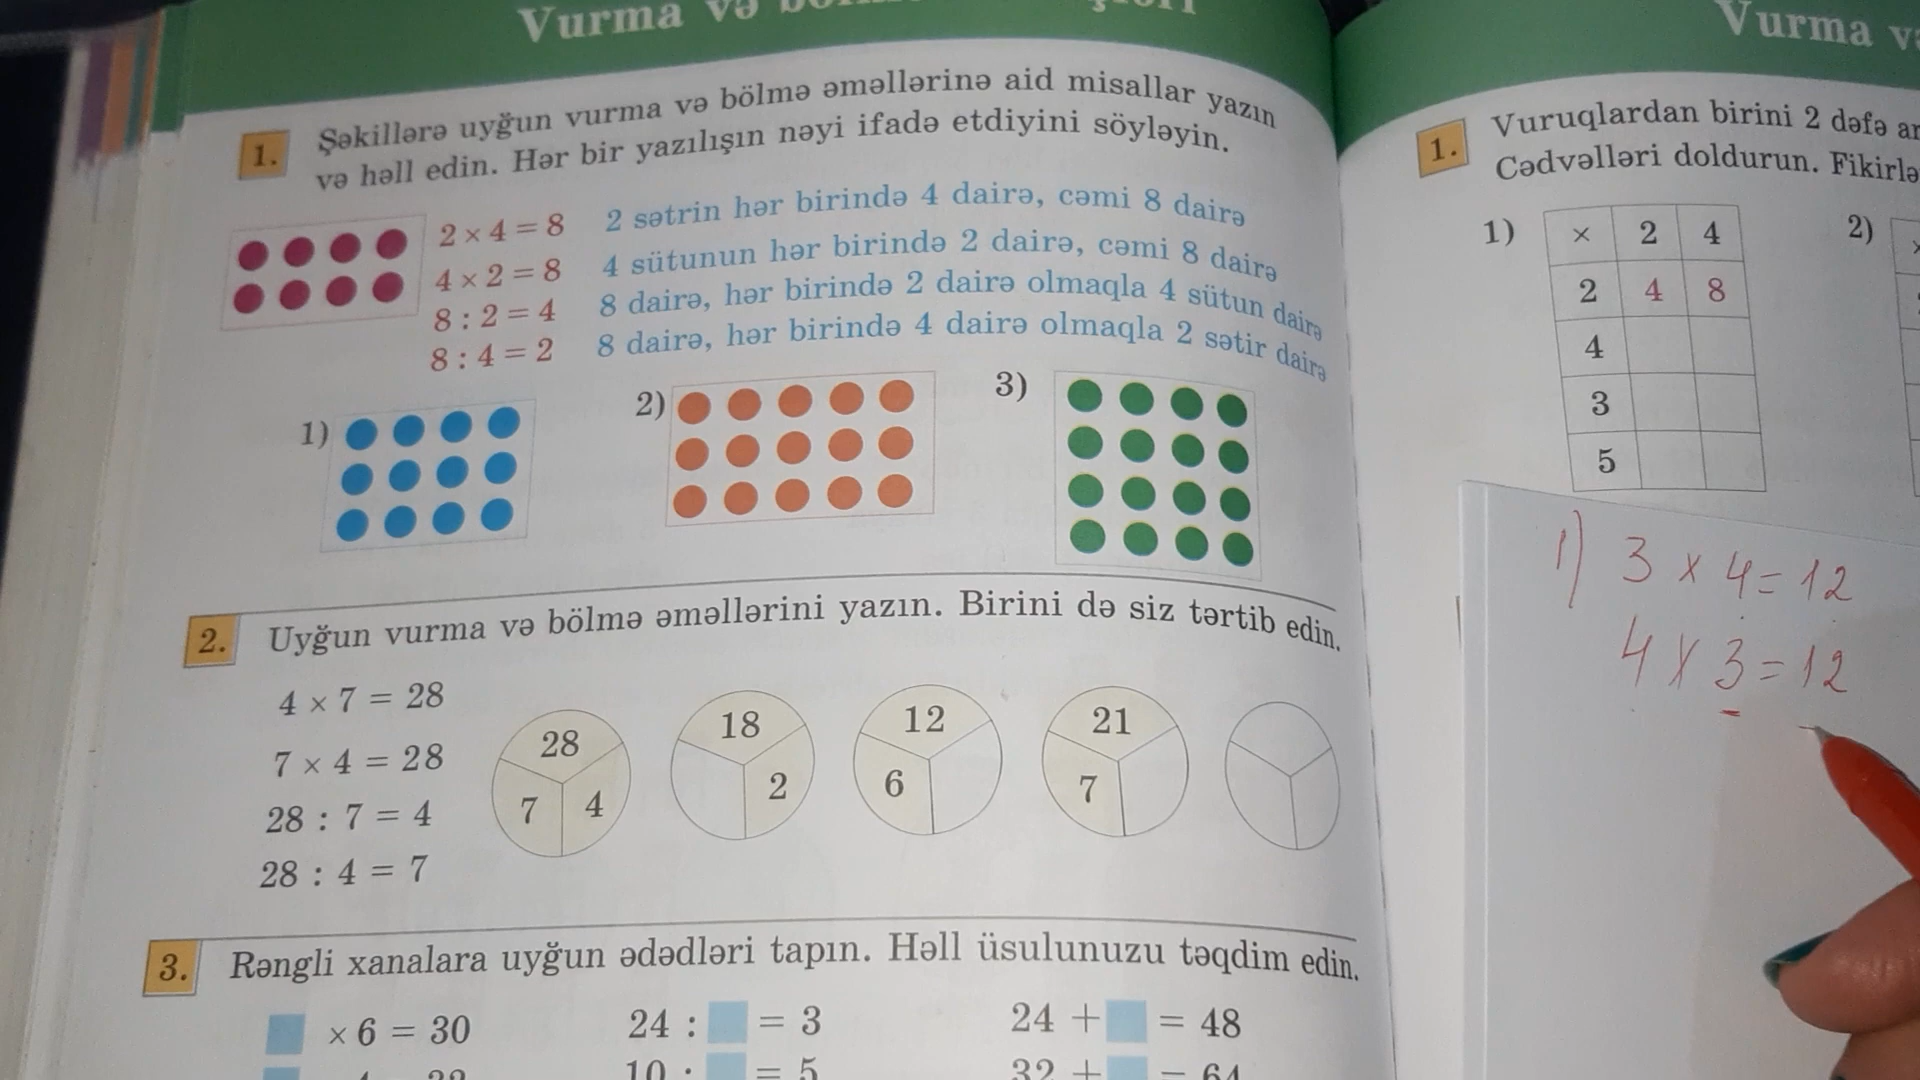 Vurma və
1. Şəkillərə uyğun vurma və bölmə əməllərinə aid misallar yazın
və həll edin. Hər bir yazılışın nəyi ifadə etdiyini söyləyin.
2 × 4 = 8 2 sətrin hər birində 4 dairə, cəmi 8 dairə
4 × 2 = 8 4 sütunun hər birində 2 dairə, cəmi 8 dairə
8 : 2 = 4 8 dairə, hər birində 2 dairə olmaqla 4 sütun dairə
8 : 4 = 2 8 dairə, hər birində 4 dairə olmaqla 2 sətir dairə
1) 2) 3)
2. Uyğun vurma və bölmə əməllərini yazın. Birini də siz tərtib edin.
4 × 7 = 28
7 × 4 = 28
28 : 7 = 4
28 : 4 = 7
28 18 12 21
7 4 2 6 7
3. Rəngli xanalara uyğun ədədləri tapın. Həll üsulunuzu təqdim edin.
× 6 = 30 24 : = 3 24 + = 48
10 : = 5 32 + = 64
Vurma və
1. Vuruqlardan birini 2 dəfə
Cədvəlləri doldurun.
1) 2)
× 2 4
2 4 8
4
3
5
1) 3 × 4 = 12
4 × 3 = 12